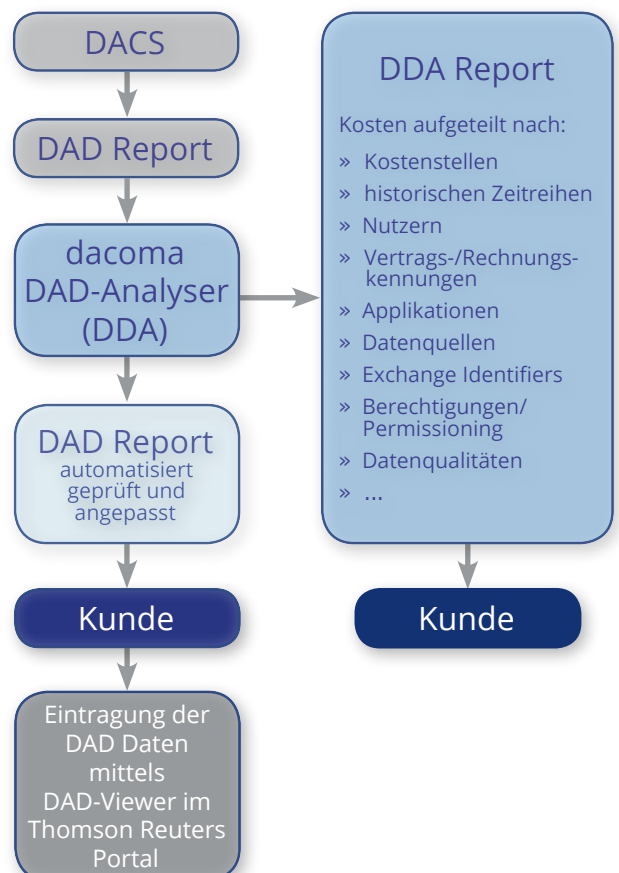 DACS
DAD Report
dacoma
DAD-Analyser
(DDA)
DAD Report
automatisiert
geprüft und
angepasst
Kunde
Eintragung der
DAD Daten
mittels
DAD-Viewer im
Thomson Reuters
Portal
DDA Report
Kosten aufgeteilt nach:
» Kostenstellen
» historischen Zeitreihen
» Nutzern
» Vertrags-/Rechnungs-
kennungen
» Applikationen
» Datenquellen
» Exchange Identifiers
» Berechtigungen/
Permissioning
» Datenqualitäten
» ...
Kunde